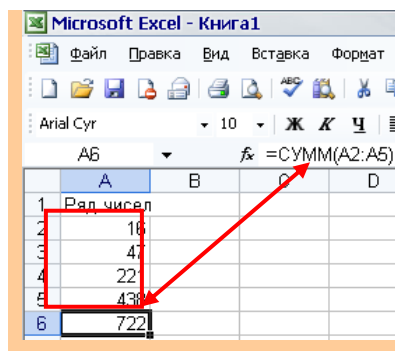 Microsoft Excel - Книга1
Файл Правка Вид Вставка Формат
ABC
Arial Cyr 10 Ж К Ч
A6 fx =СУММ(A2:A5)
A B C D
1 Ряд чисел
2 16
3 47
4 221
5 438
6 722